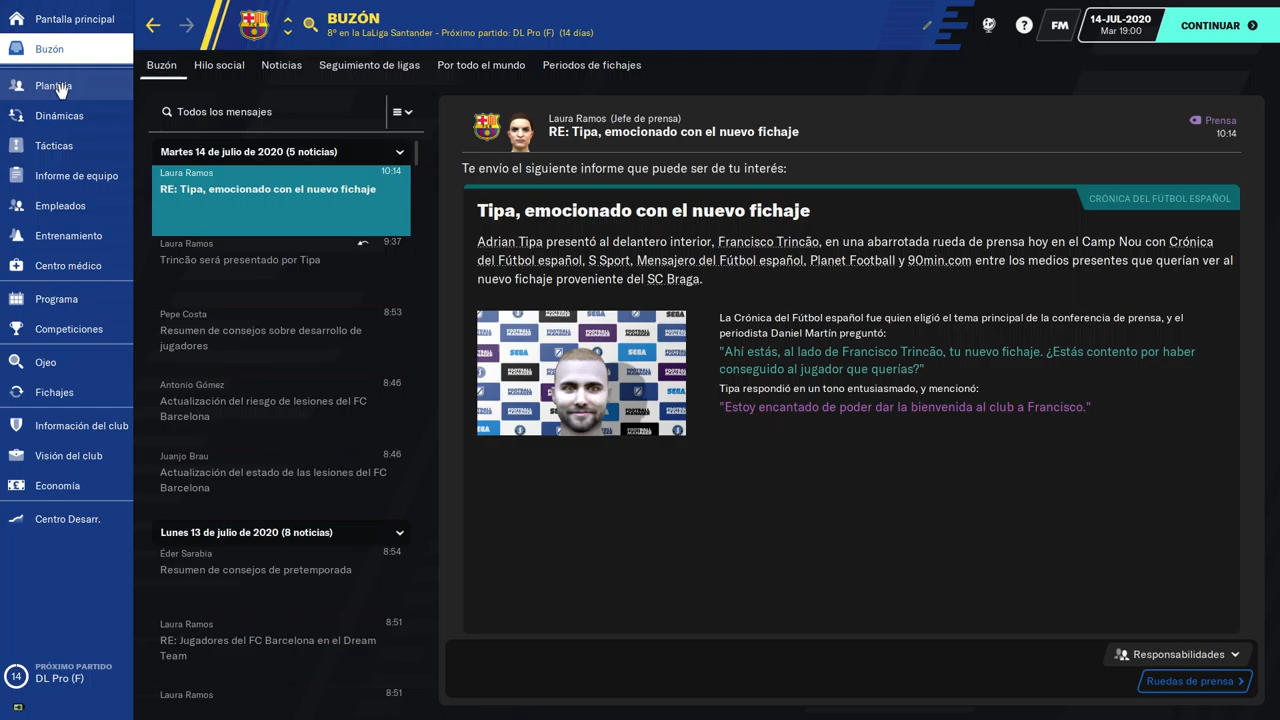 Pantalla principal
Buzón
Plantilla
Dinámicas
Tácticas
Informe de equipo
Empleados
Entrenamiento
Centro médico
Programa
Competiciones
Ojeo
Fichajes
Información del club
Visión del club
Economía
Centro Desarr.
14
PRÓXIMO PARTIDO
DL Pro (F)
BUZÓN
8º en la LaLiga Santander - Próximo partido: DL Pro (F) (14 días)
FM
14-JUL-2020
Mar 19:00
CONTINUAR
Buzón Hilo social Noticias Seguimiento de ligas Por todo el mundo Periodos de fichajes
Todos los mensajes
Martes 14 de julio de 2020 (5 noticias)
Laura Ramos 10:14
RE: Tipa, emocionado con el nuevo fichaje
Laura Ramos 9:37
Trincão será presentado por Tipa
Pepe Costa 8:53
Resumen de consejos sobre desarrollo de
jugadores
Antonio Gómez 8:46
Actualización del riesgo de lesiones del FC
Barcelona
Juanjo Brau 8:46
Actualización del estado de las lesiones del FC
Barcelona
Lunes 13 de julio de 2020 (8 noticias)
Éder Sarabia 8:54
Resumen de consejos de pretemporada
Laura Ramos 8:51
RE: Jugadores del FC Barcelona en el Dream
Team
Laura Ramos 8:51
Laura Ramos (Jefe de prensa)
RE: Tipa, emocionado con el nuevo fichaje
Prensa
10:14
Te envío el siguiente informe que puede ser de tu interés:
CRÓNICA DEL FÚTBOL ESPAÑOL
Tipa, emocionado con el nuevo fichaje
Adrian Tipa presentó al delantero interior, Francisco Trincão, en una abarrotada rueda de prensa hoy en el Camp Nou con Crónica
del Fútbol español, S Sport, Mensajero del Fútbol español, Planet Football y 90min.com entre los medios presentes que querían ver al
nuevo fichaje proveniente del SC Braga.
FOOTBALL MANAGER
SEGA
La Crónica del Fútbol español fue quien eligió el tema principal de la conferencia de prensa, y el
periodista Daniel Martín preguntó:
"Ahí estás, al lado de Francisco Trincão, tu nuevo fichaje. ¿Estás contento por haber
conseguido al jugador que querías?"
Tipa respondió en un tono entusiasmado, y mencionó:
"Estoy encantado de poder dar la bienvenida al club a Francisco."
Responsabilidades
Ruedas de prensa